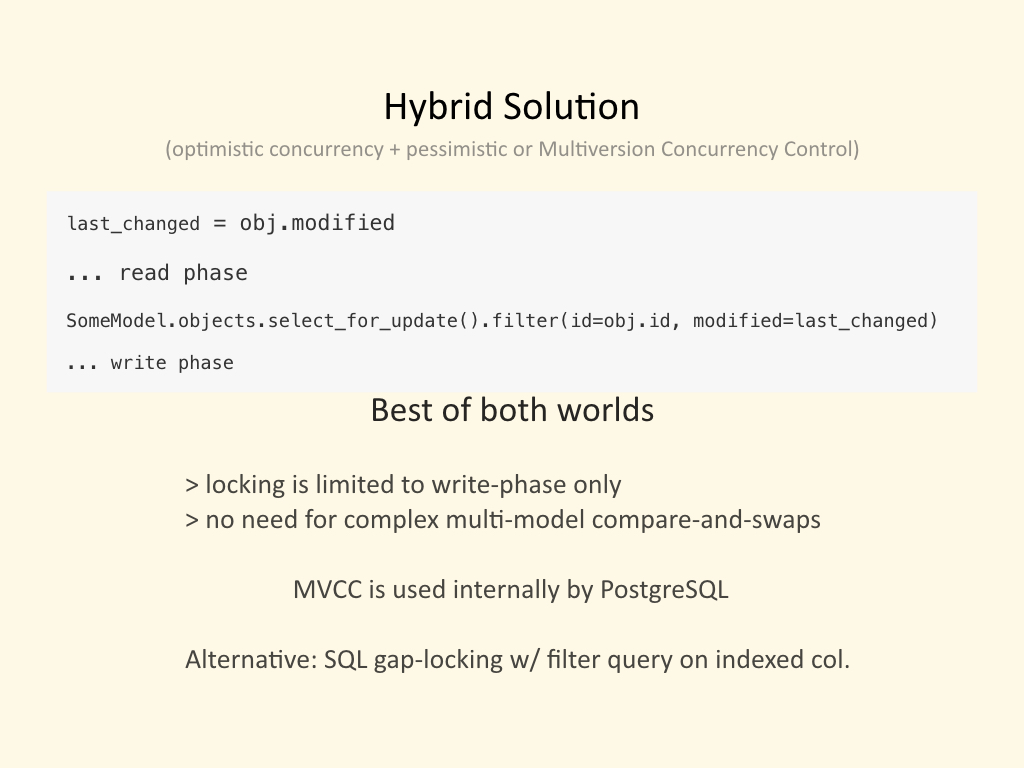 Hybrid Solution
(optimistic concurrency + pessimistic or Multiversion Concurrency Control)
last_changed = obj.modified
... read phase
SomeModel.objects.select_for_update().filter(id=obj.id, modified=last_changed)
... write phase
Best of both worlds
> locking is limited to write-phase only
> no need for complex multi-model compare-and-swaps
MVCC is used internally by PostgreSQL
Alternative: SQL gap-locking w/ filter query on indexed col.